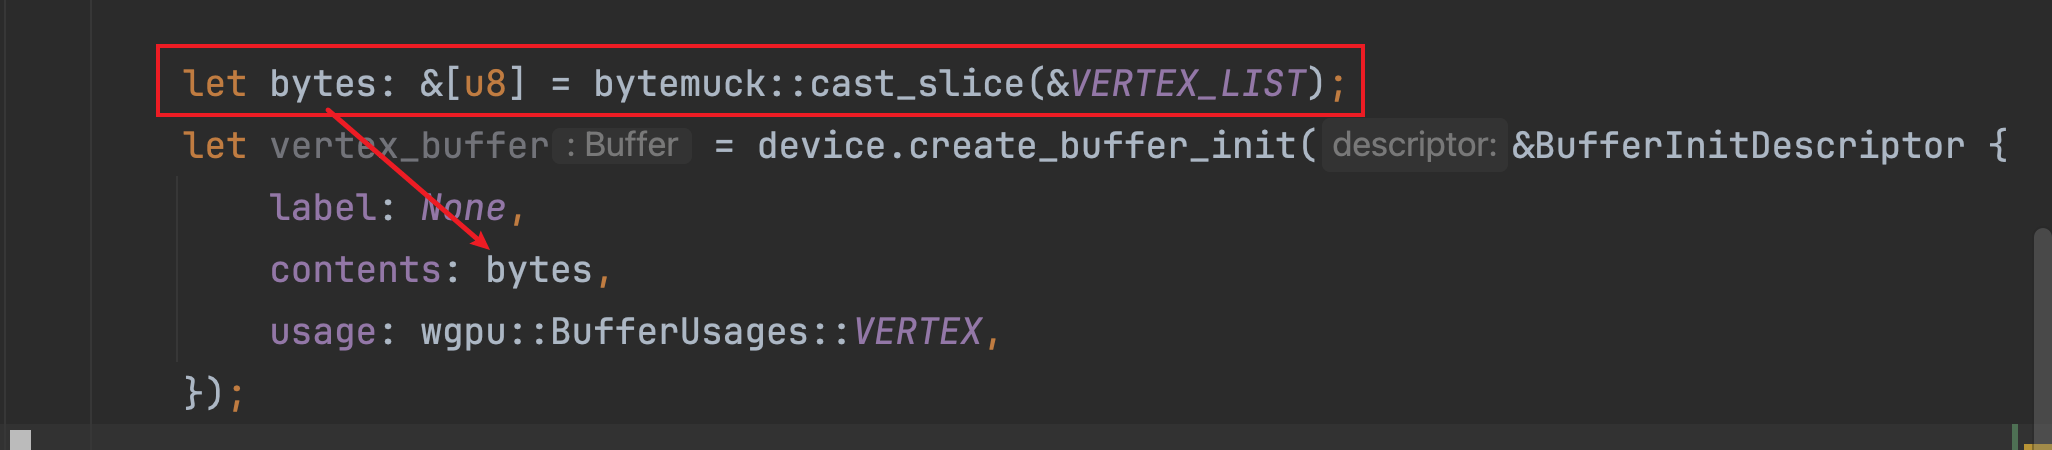 let bytes: &[u8] = bytemuck::cast_slice(&VERTEX_LIST);
let vertex_buffer : Buffer = device.create_buffer_init( descriptor: &BufferInitDescriptor {
label: None,
contents: bytes,
usage: wgpu::BufferUsages::VERTEX,
});